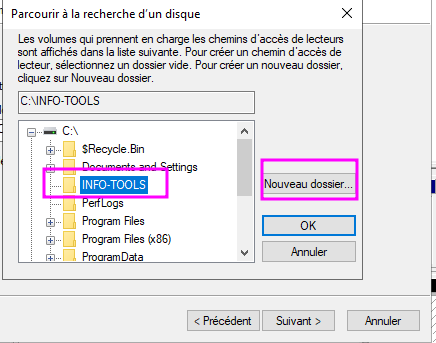 Parcourir à la recherche d'un disque
Les volumes qui prennent en charge les chemins d'accès de lecteurs
sont affichés dans la liste suivante. Pour créer un chemin d'accès de
lecteur, sélectionnez un dossier vide. Pour créer un nouveau dossier,
cliquez sur Nouveau dossier.
C:\INFO-TOOLS
C:\
$Recycle.Bin
Documents and Settings
INFO-TOOLS
PerfLogs
Program Files
Program Files (x86)
ProgramData
Nouveau dossier...
OK
Annuler
< Précédent
Suivant >
Annuler